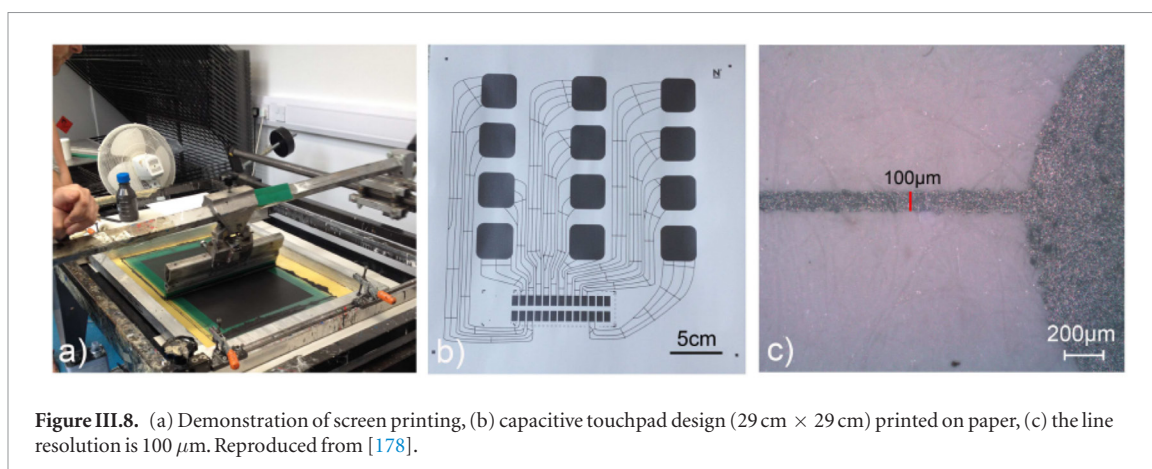 a)
b)
N
5cm
c)
100μm
200μm
Figure III.8. (a) Demonstration of screen printing, (b) capacitive touchpad design (29 cm × 29 cm) printed on paper, (c) the line
resolution is 100 μm. Reproduced from [178].